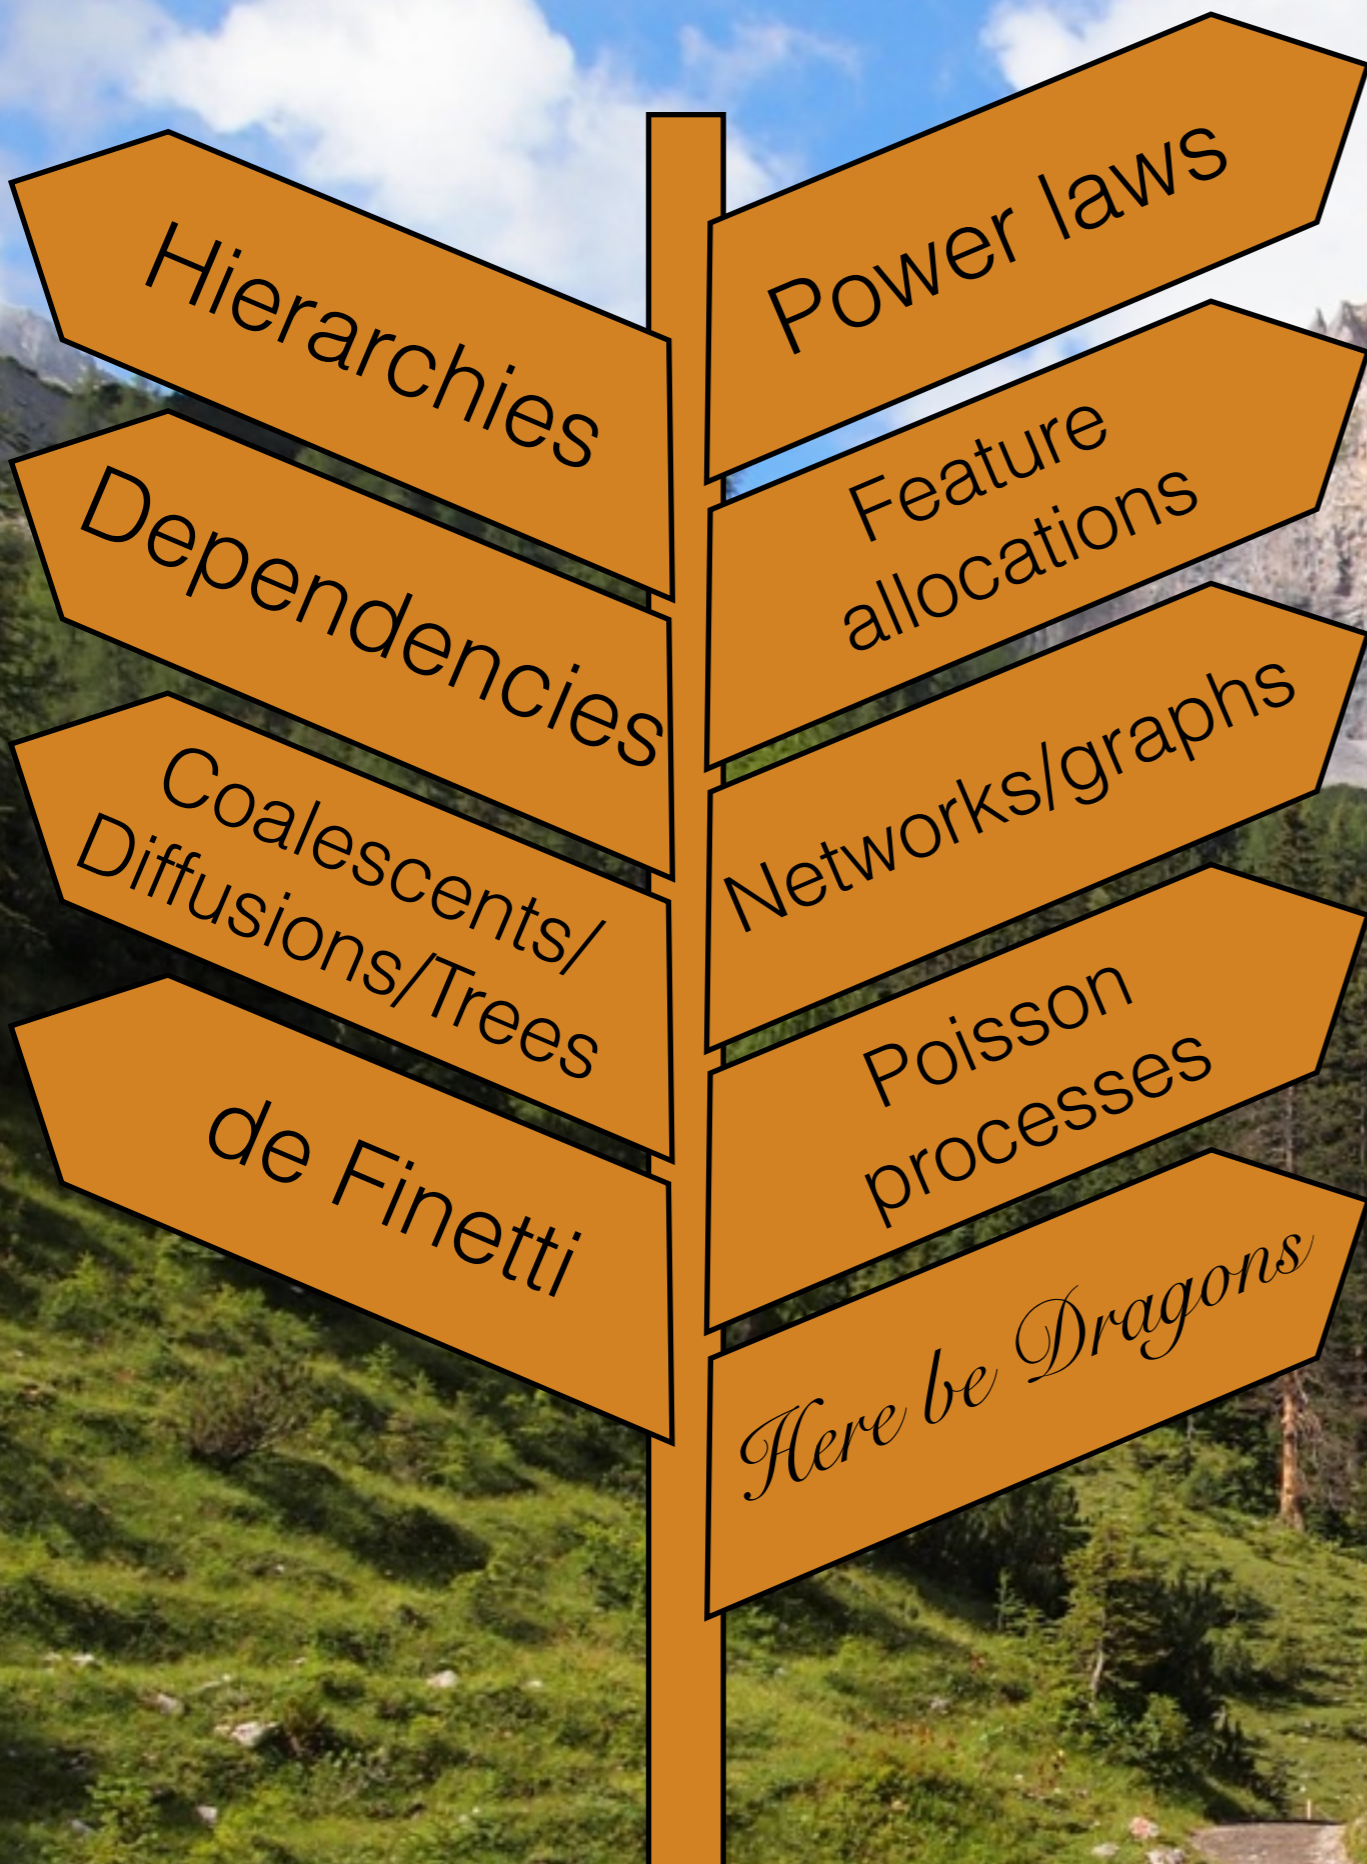 Hierarchies
Dependencies
Coalescents/
Diffusions/Trees
de Finetti
Power laws
Feature
allocations
Networks/graphs
Poisson
processes
Here be Dragons